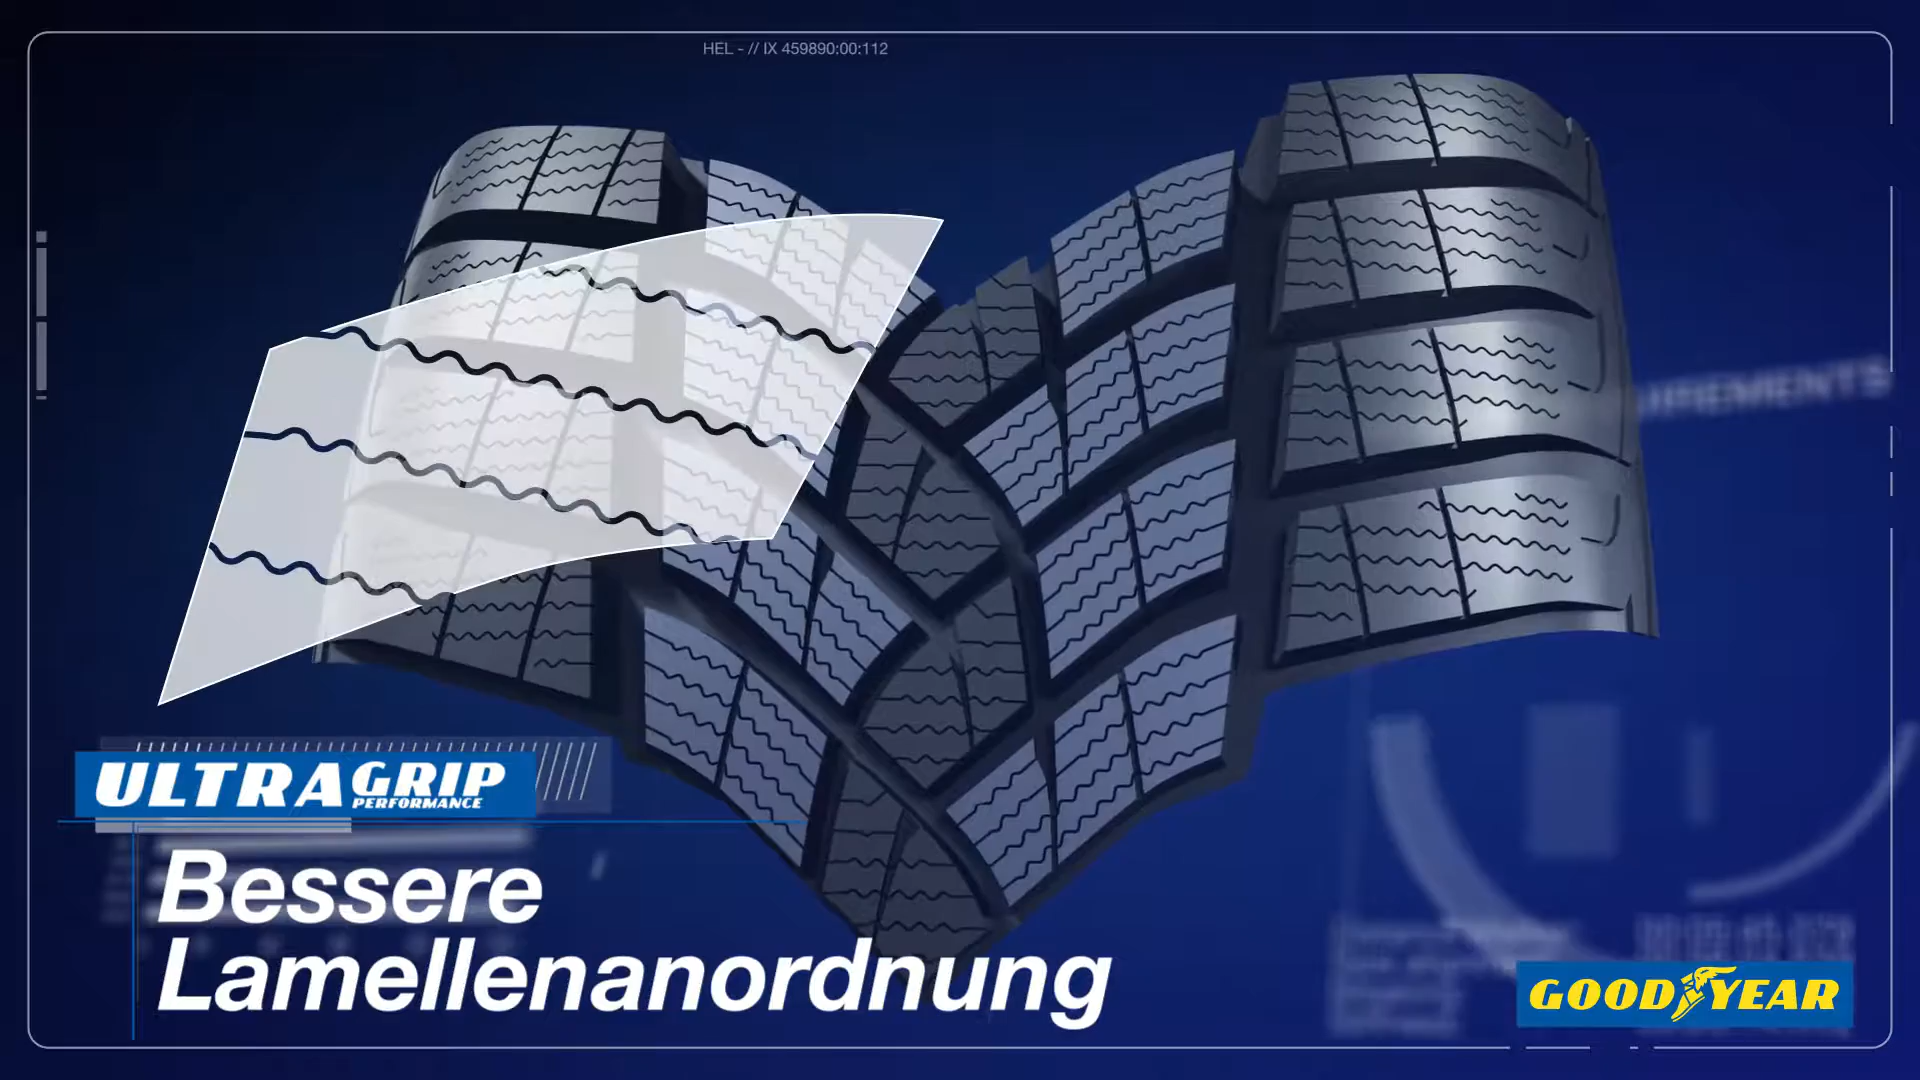 HEL - // IX 459890:00:112
ULTRAGRIP
PERFORMANCE
Bessere
Lamellenanordnung
GOODYEAR